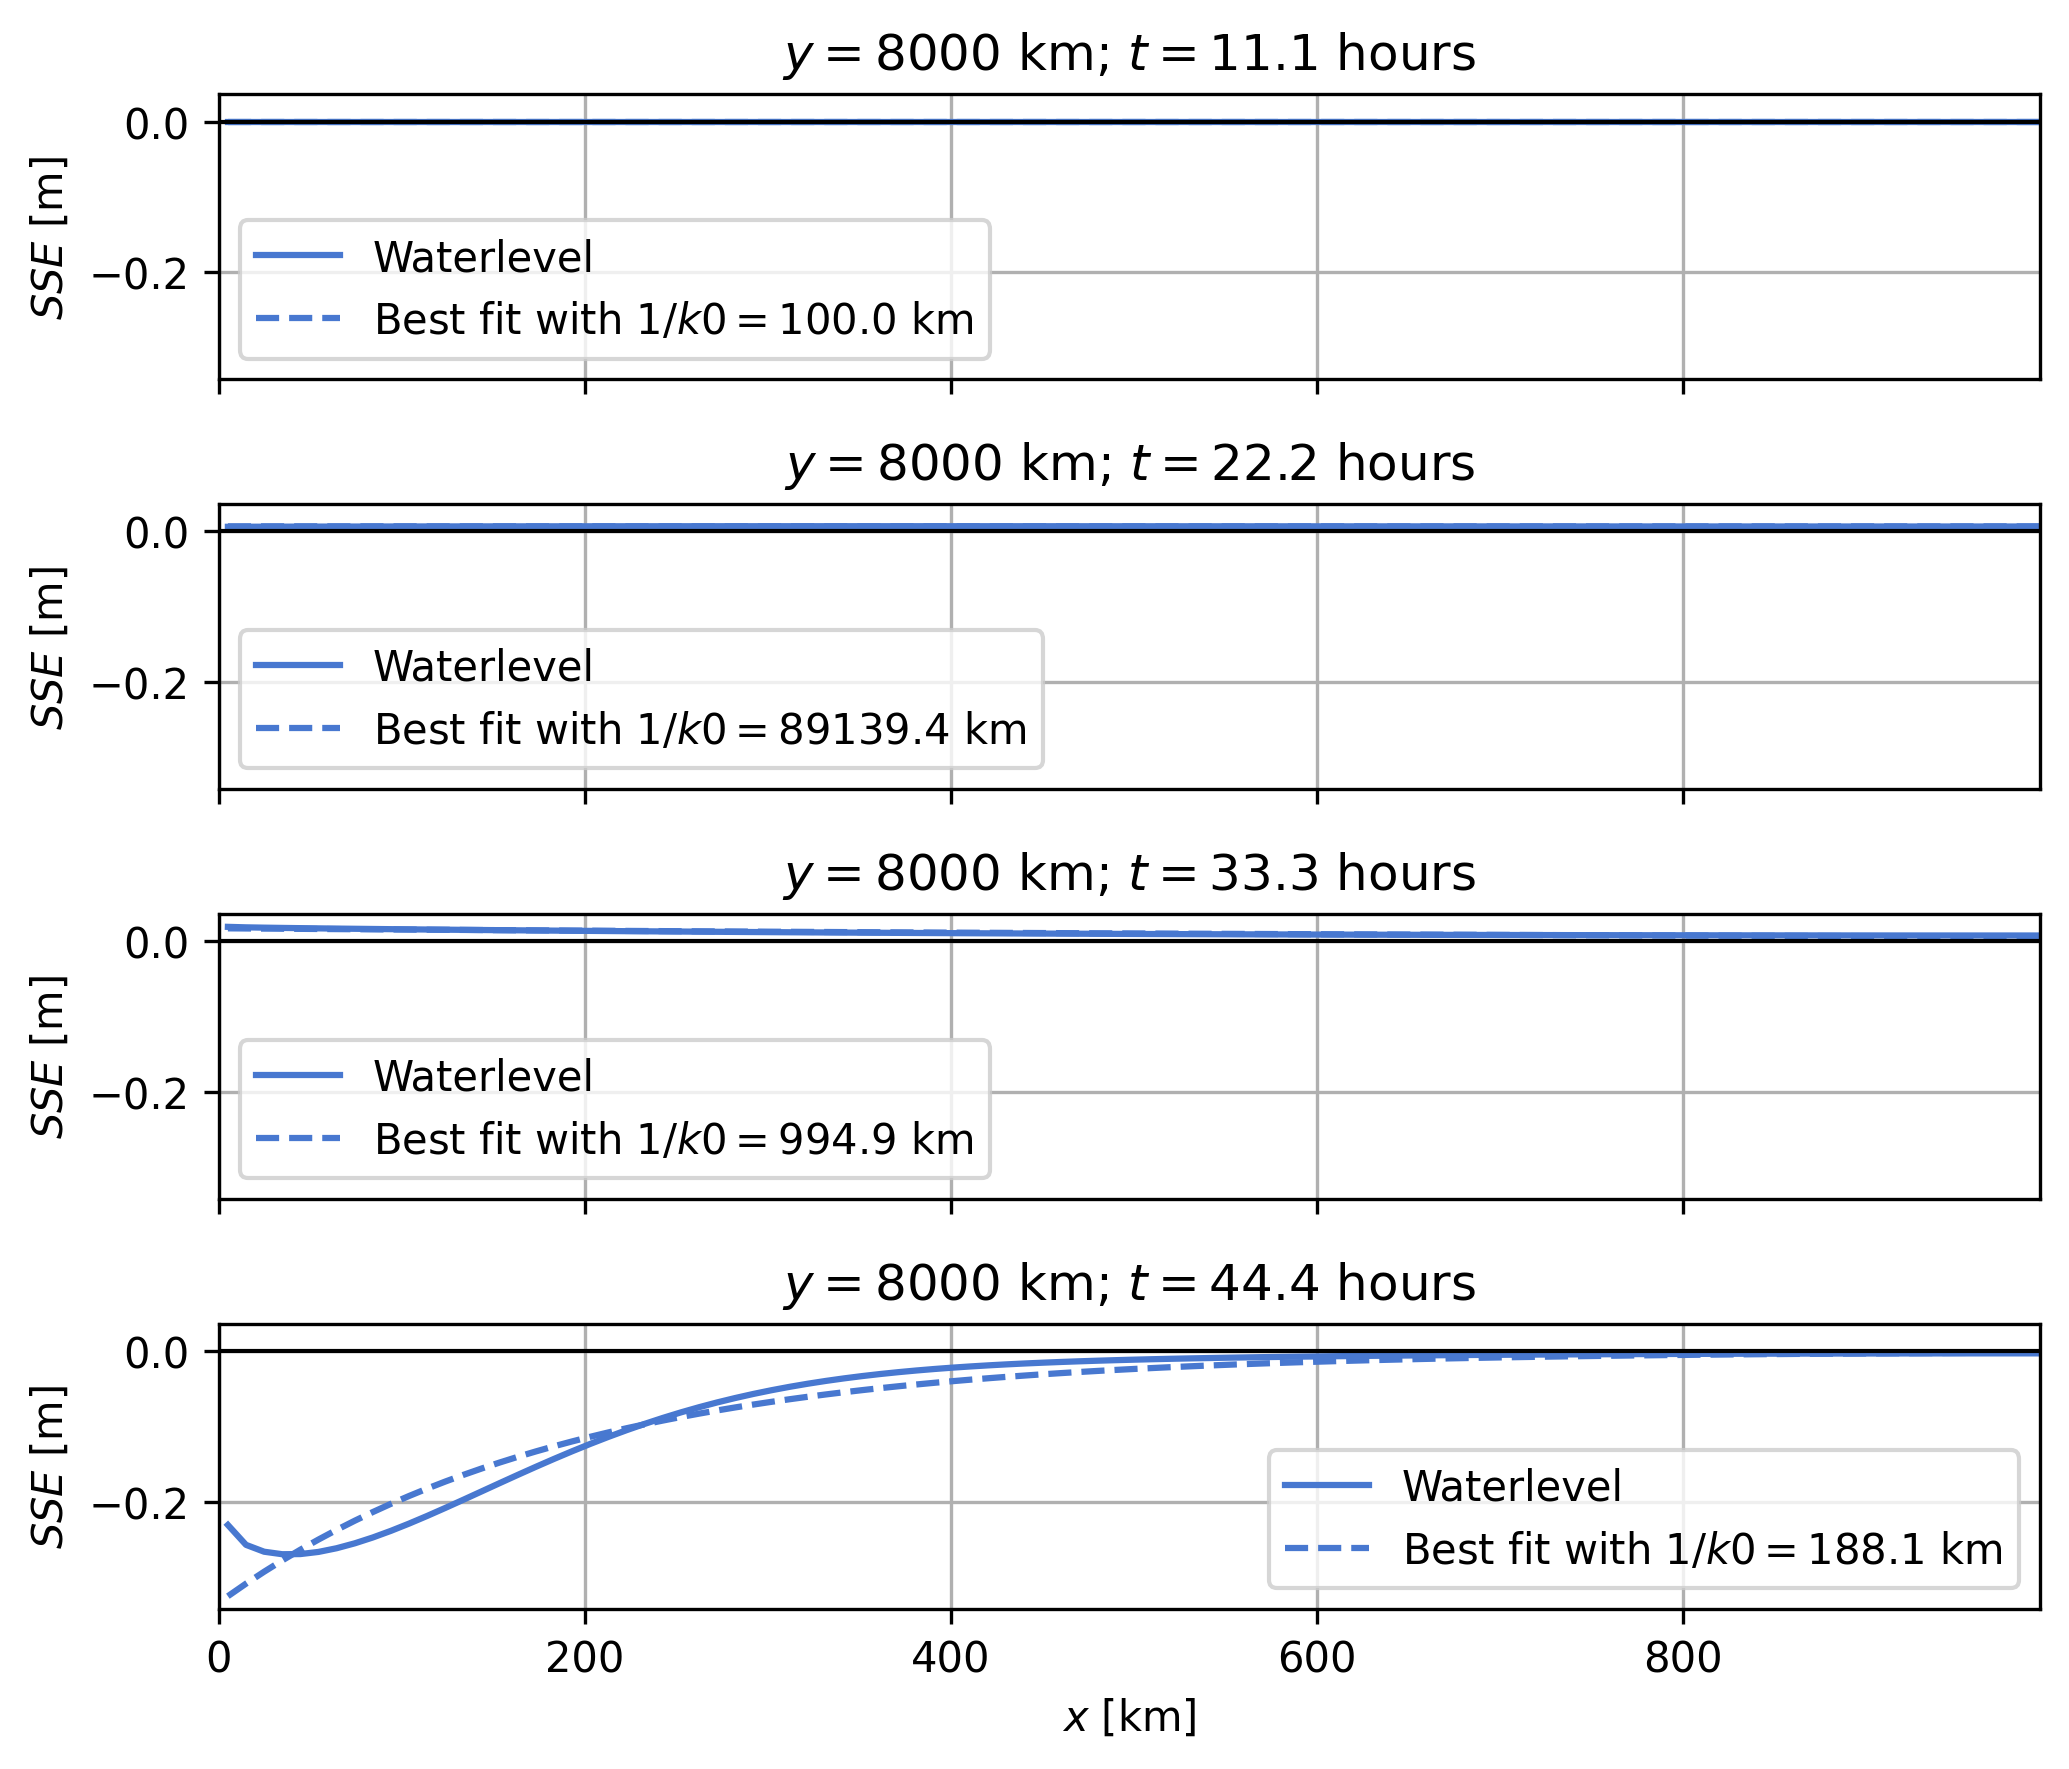 y = 8000 km; t = 11.1 hours
0.0
−0.2
SSE [m]
Waterlevel
Best fit with 1/k0 = 100.0 km
y = 8000 km; t = 22.2 hours
0.0
−0.2
SSE [m]
Waterlevel
Best fit with 1/k0 = 89139.4 km
y = 8000 km; t = 33.3 hours
0.0
−0.2
SSE [m]
Waterlevel
Best fit with 1/k0 = 994.9 km
y = 8000 km; t = 44.4 hours
0.0
−0.2
SSE [m]
Waterlevel
Best fit with 1/k0 = 188.1 km
0 200 400 600 800
x [km]